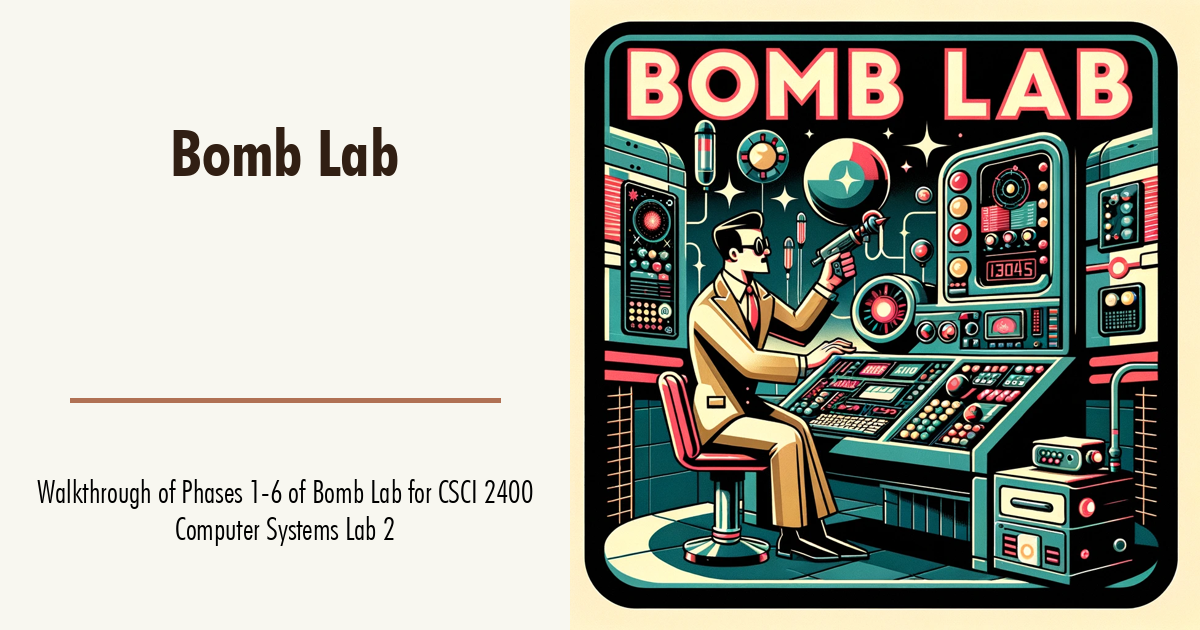 Bomb Lab
Walkthrough of Phases 1-6 of Bomb Lab for CSCI 2400
Computer Systems Lab 2
BOMB LAB
13045